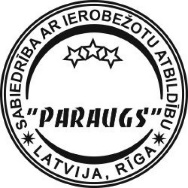 SABIEDRĪBA AR IEROBEŽOTU ATBILDĪBU
"PARAUGS"
LATVIJA, RĪGA